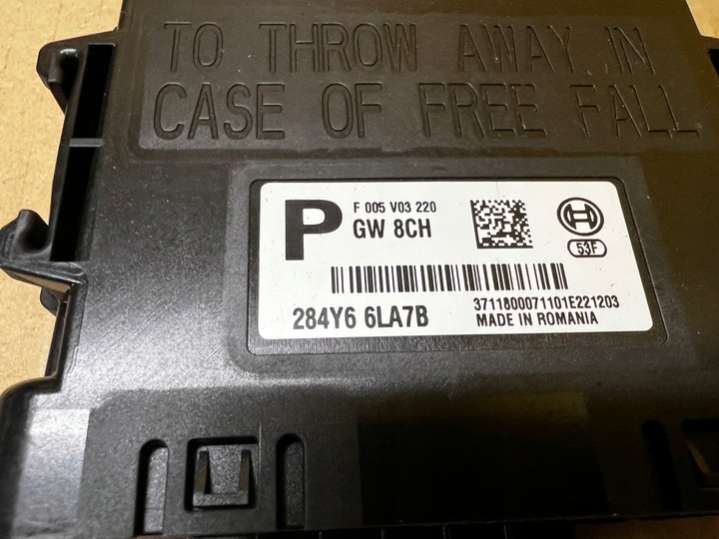 TO THROW AWAY IN
CASE OF FREE FALL
P
F 005 V03 220
GW 8CH
53F
284Y6 6LA7B
3711800071101E221203
MADE IN ROMANIA